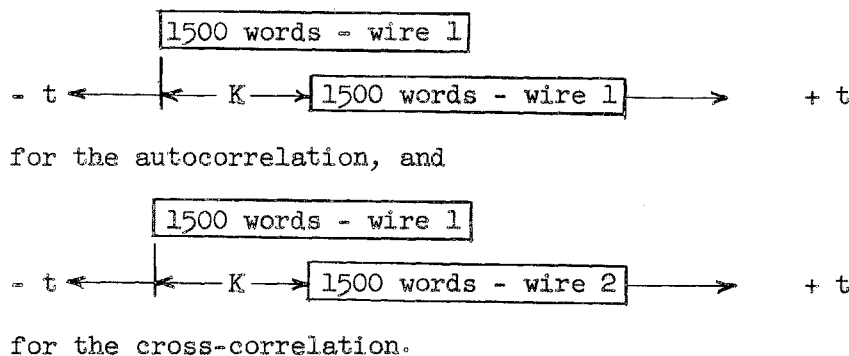 1500 words - wire 1
- t K 1500 words - wire 1 + t
for the autocorrelation, and
1500 words - wire 1
- t K 1500 words - wire 2 + t
for the cross-correlation.